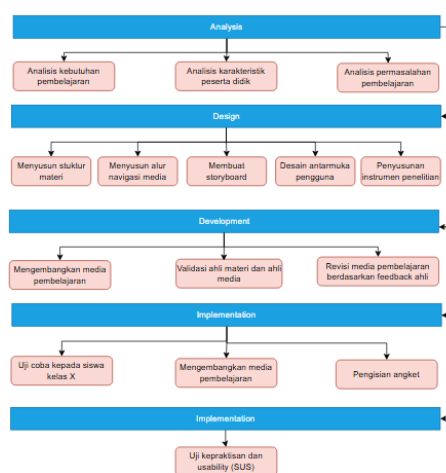 Analysis
Analisis kebutuhan
pembelajaran
Analisis karakteristik
peserta didik
Analisis permasalahan
pembelajaran
Design
Menyusun stuktur
materi
Menyusun alur
navigasi media
Membuat
storyboard
Desain antarmuka
pengguna
Penyusunan
instrumen penelitian
Development
Mengembangkan media
pembelajaran
Validasi ahli materi dan ahli
media
Revisi media pembelajaran
berdasarkan feedback ahli
Implementation
Uji coba kepada siswa
kelas X
Mengembangkan media
pembelajaran
Pengisian angket
Implementation
Uji kepraktisan dan
usability (SUS)